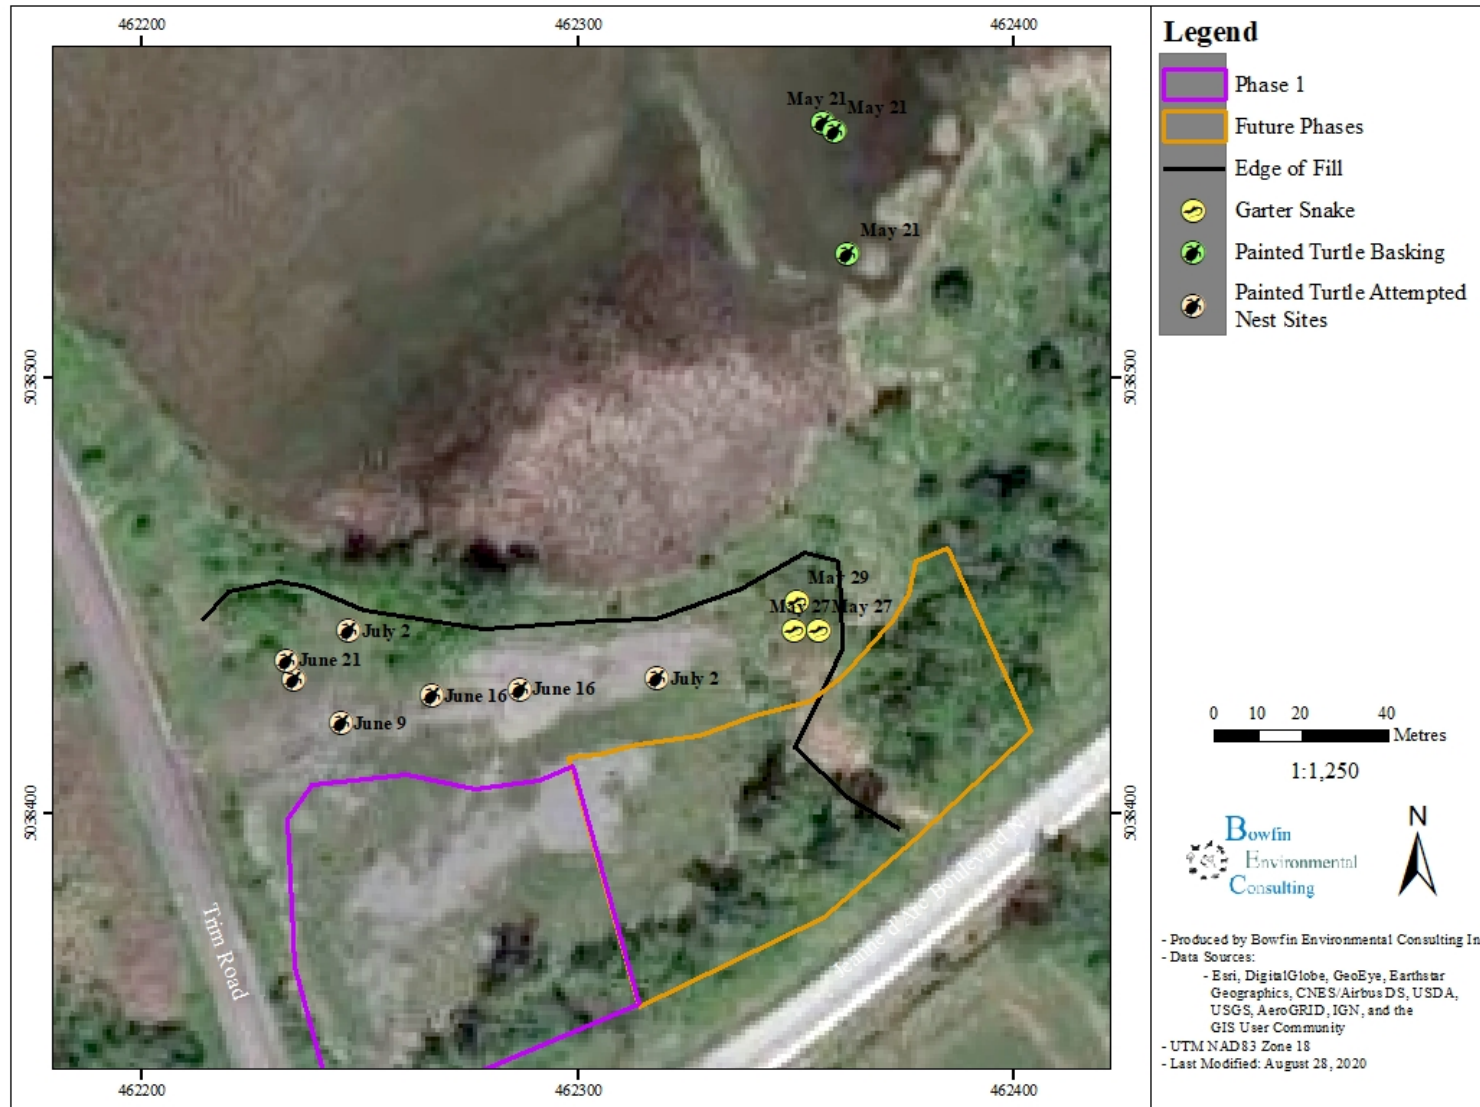 462200
462300
462400
Legend
Phase 1
Future Phases
Edge of Fill
Garter Snake
Painted Turtle Basking
Painted Turtle Attempted
Nest Sites
May 21
May 21
May 21
5038500
5038500
May 29
May 27
May 27
July 2
June 21
June 16
June 16
July 2
June 9
5038400
5038400
Trim Road
Jeanne d'Arc Boulevard
0 10 20 40
Metres
1:1,250
N
Bowfin
Environmental
Consulting
- Produced by Bowfin Environmental Consulting In
- Data Sources:
- Esri, DigitalGlobe, GeoEye, Earthstar
Geographics, CNES/Airbus DS, USDA,
USGS, AeroGRID, IGN, and the
GIS User Community
- UTM NAD83 Zone 18
- Last Modified: August 28, 2020
462200
462300
462400